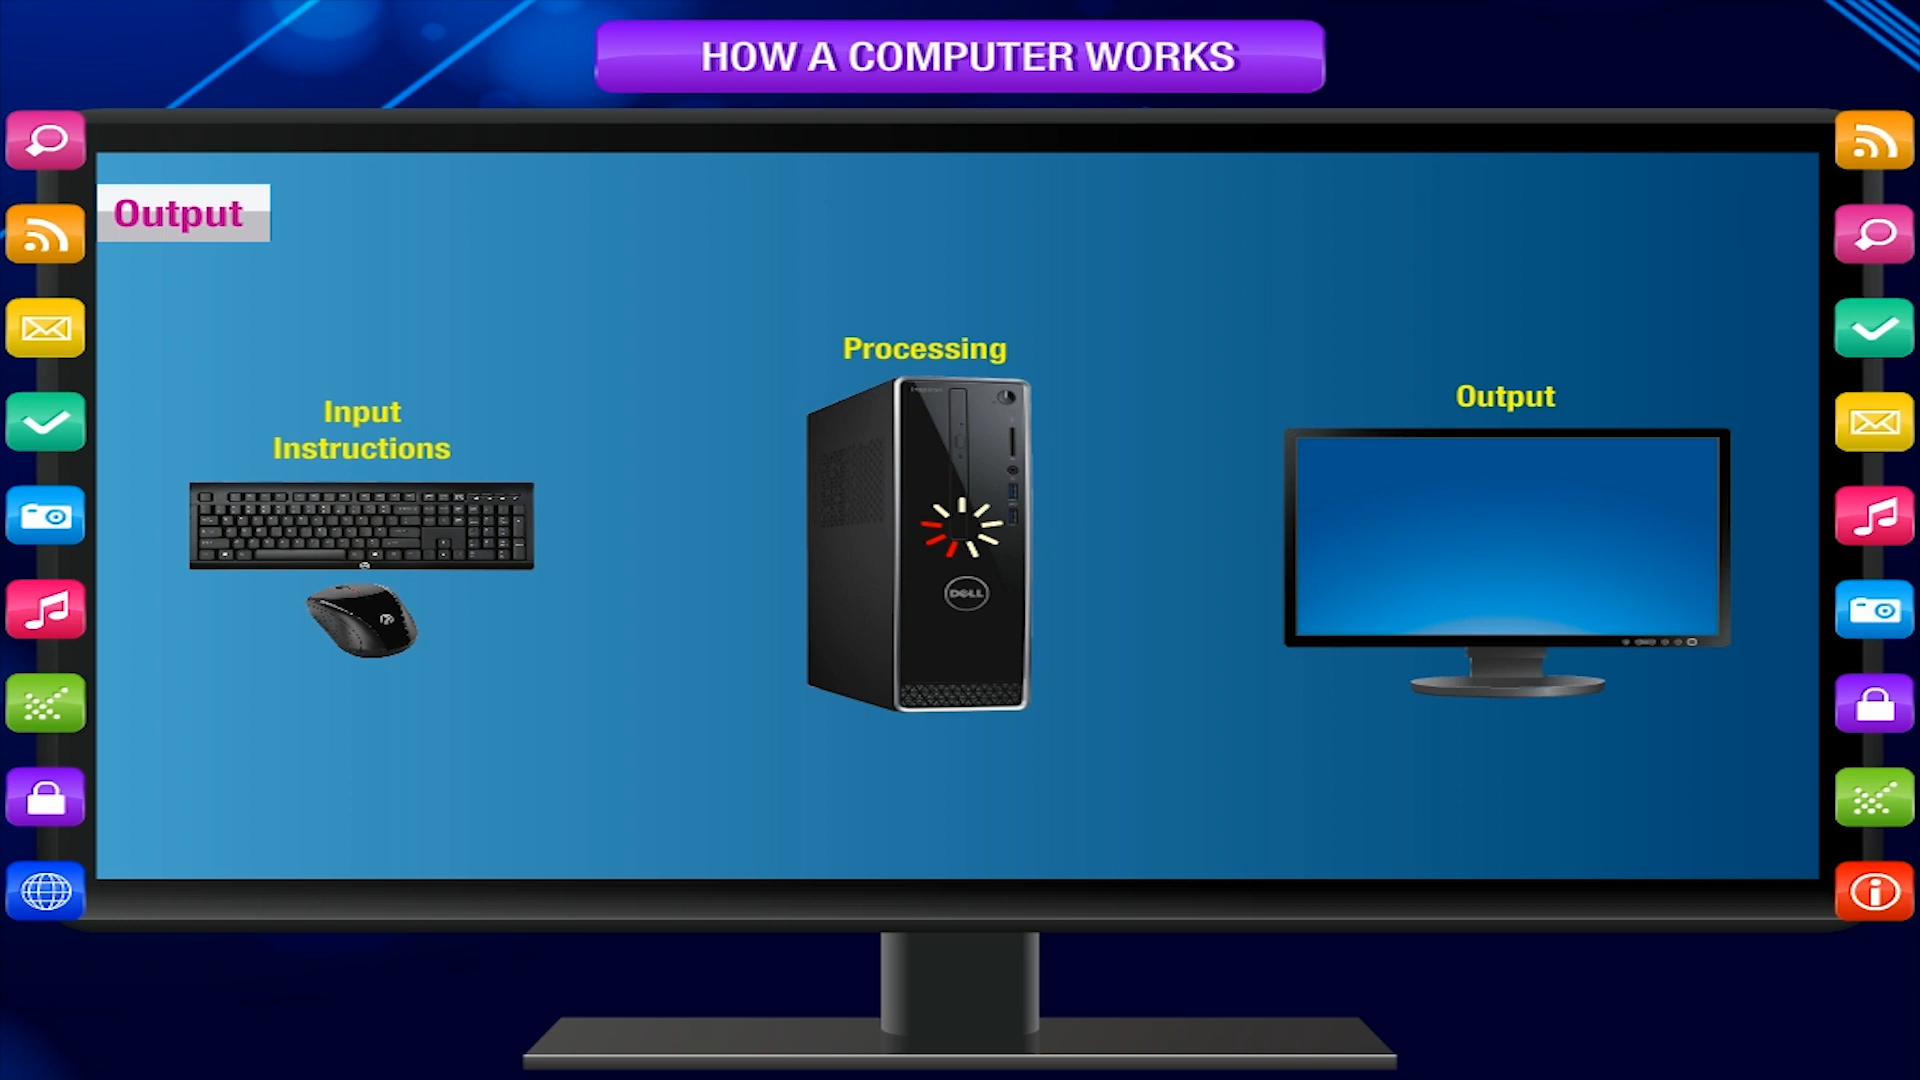 HOW A COMPUTER WORKS
Output
Processing
Output
Input
Instructions
DELL